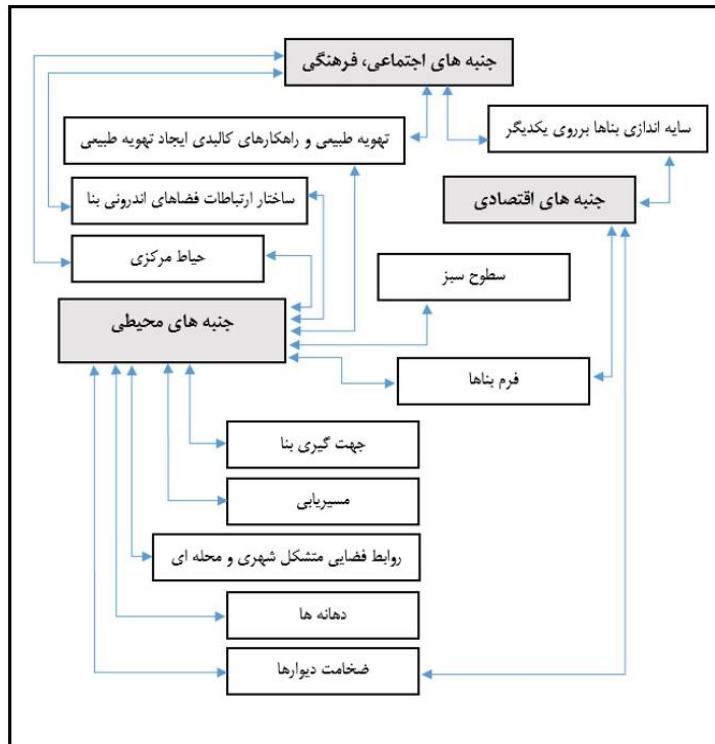 جنبه های اجتماعی، فرهنگی
سایه اندازی بناها برروی یکدیگر
تهویه طبیعی و راهکارهای کالبدی ایجاد تهویه طبیعی
جنبه های اقتصادی
ساختار ارتباطات فضاهای اندرونی بنا
حیاط مرکزی
سطوح سبز
جنبه های محیطی
فرم بناها
جهت گیری بنا
مسیریابی
روابط فضایی متشکل شهری و محله ای
دهانه ها
ضخامت دیوارها